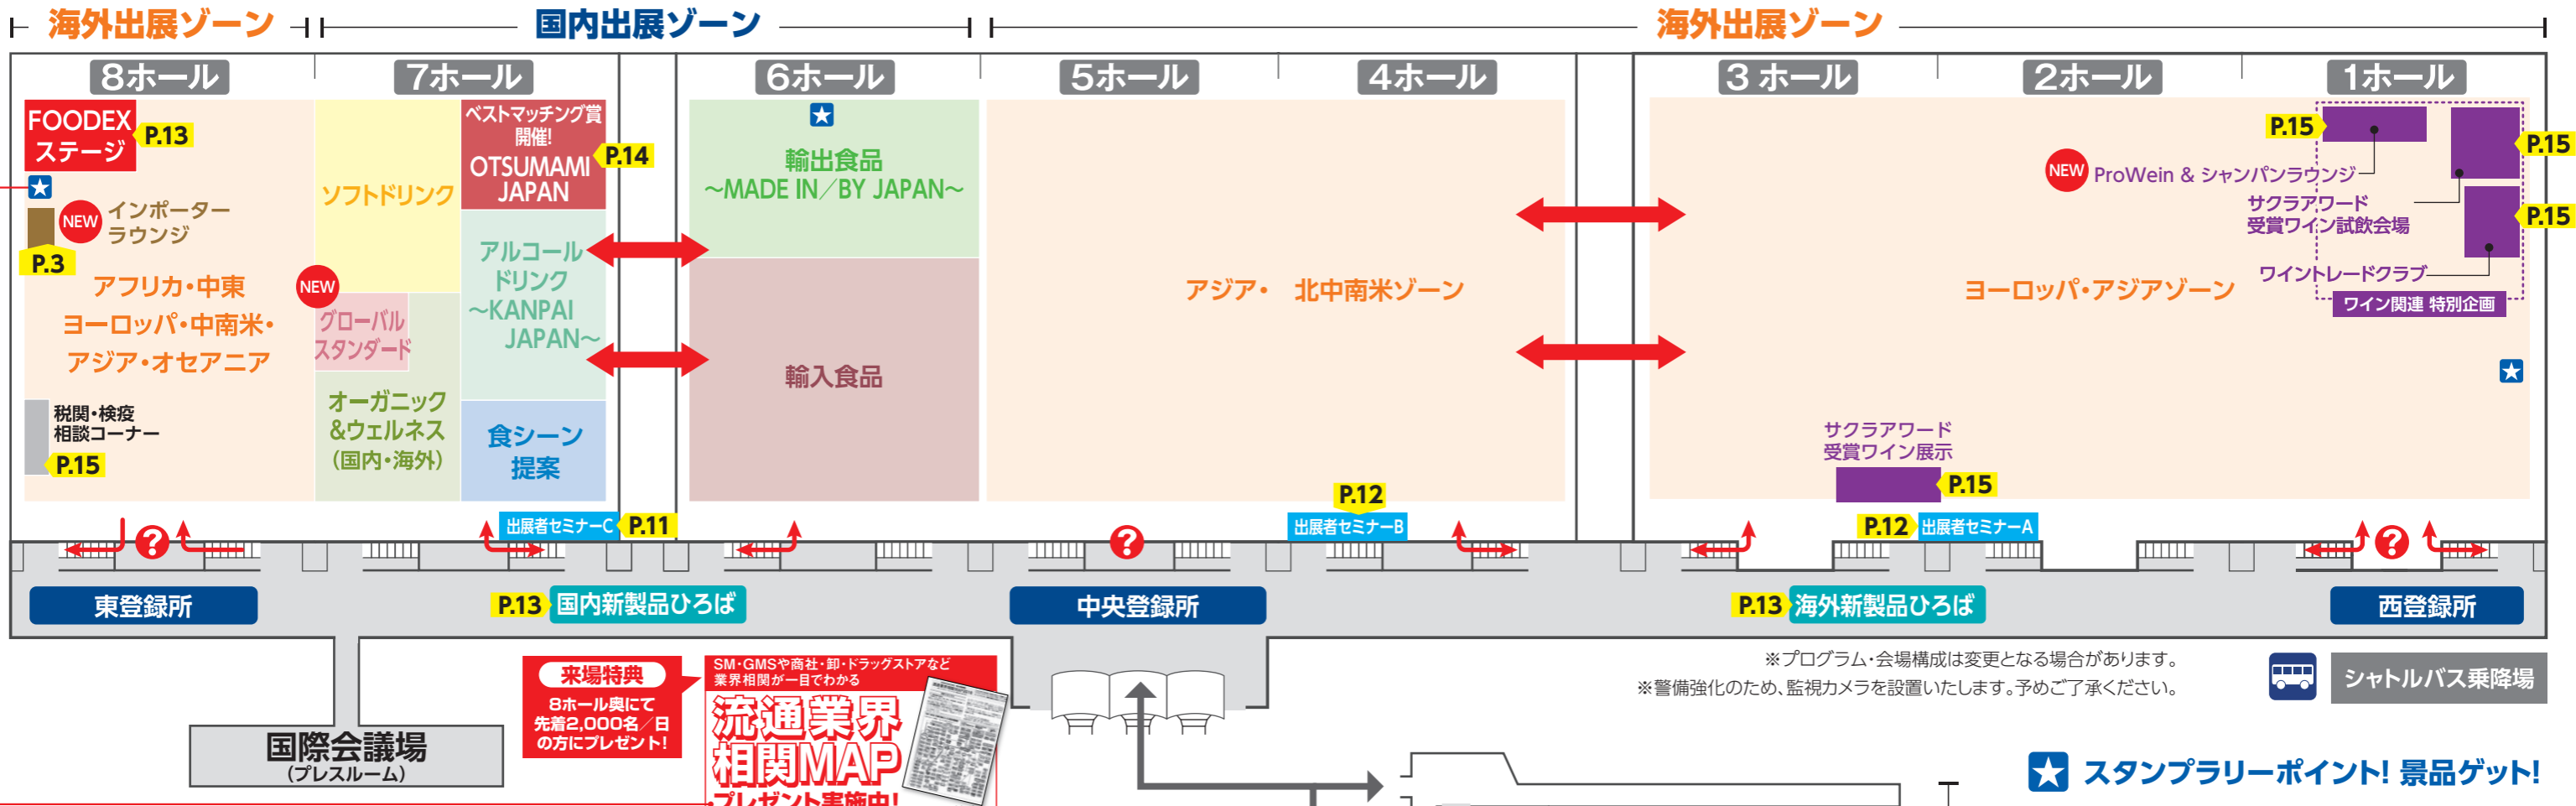 海外出展ゾーン
国内出展ゾーン
海外出展ゾーン
8ホール
7ホール
6ホール
5ホール
4ホール
3 ホール
2ホール
1ホール
FOODEX
ステージ
P.13
NEW
インポーター
ラウンジ
P.3
アフリカ・中東
ヨーロッパ・中南米・
アジア・オセアニア
税関・検疫
相談コーナー
P.15
ソフトドリンク
NEW
グローバル
スタンダード
オーガニック
&ウェルネス
(国内・海外)
ベストマッチング賞
開催!
OTSUMAMI
JAPAN
P.14
アルコール
ドリンク
～KANPAI
JAPAN～
食シーン
提案
輸出食品
～MADE IN／BY JAPAN～
輸入食品
アジア・ 北中南米ゾーン
ヨーロッパ・アジアゾーン
P.15
P.15
NEW
ProWein & シャンパンラウンジ
サクラアワード
受賞ワイン試飲会場
P.15
ワイントレードクラブ
ワイン関連 特別企画
サクラアワード
受賞ワイン展示
P.15
出展者セミナーC
P.11
P.12
出展者セミナーB
P.12
出展者セミナーA
?
?
?
東登録所
P.13
国内新製品ひろば
中央登録所
P.13
海外新製品ひろば
西登録所
国際会議場
(プレスルーム)
来場特典
8ホール奥にて
先着2,000名／日
の方にプレゼント!
SM・GMSや商社・卸・ドラッグストアなど
業界相関が一目でわかる
流通業界
相関MAP
プレゼント実施中!
※プログラム・会場構成は変更となる場合があります。
※警備強化のため、監視カメラを設置いたします。予めご了承ください。
シャトルバス乗降場
スタンプラリーポイント! 景品ゲット!